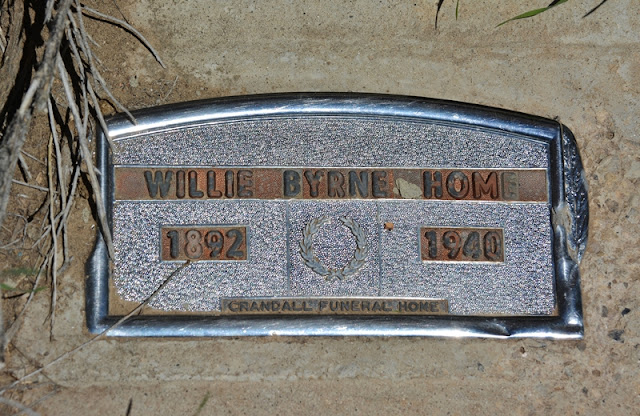 WILLIE BYRNE HOME
1892 1940
CRANDALL FUNERAL HOME